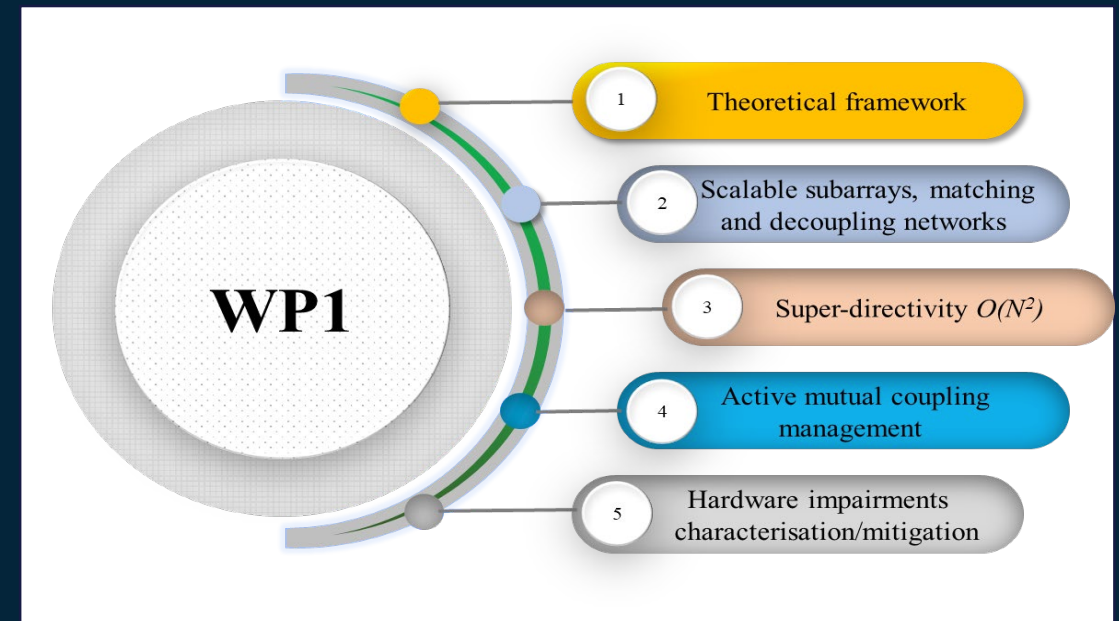 WP1
1
Theoretical framework
2
Scalable subarrays, matching
and decoupling networks
3
Super-directivity O(N²)
4
Active mutual coupling
management
5
Hardware impairments
characterisation/mitigation